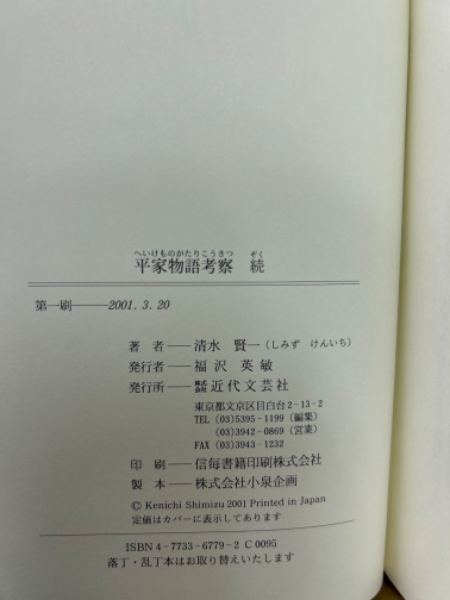 へいけものがたりこうさつ ぞく
平家物語考察 続
第一刷――2001.3.20
著者―清水 賢一(しみず けんいち)
発行者―福沢 英敏
発行所―株式会社近代文芸社
東京都文京区目白台2-13-2
TEL (03)5395-1199(編集)
(03)3942-0869(営業)
FAX (03)3943-1232
印刷―信毎書籍印刷株式会社
製本―株式会社小泉企画
© Kenichi Shimizu 2001 Printed in Japan
定価はカバーに表示してあります
ISBN 4-7733-6779-2 C 0095
落丁・乱丁本はお取り替えいたします